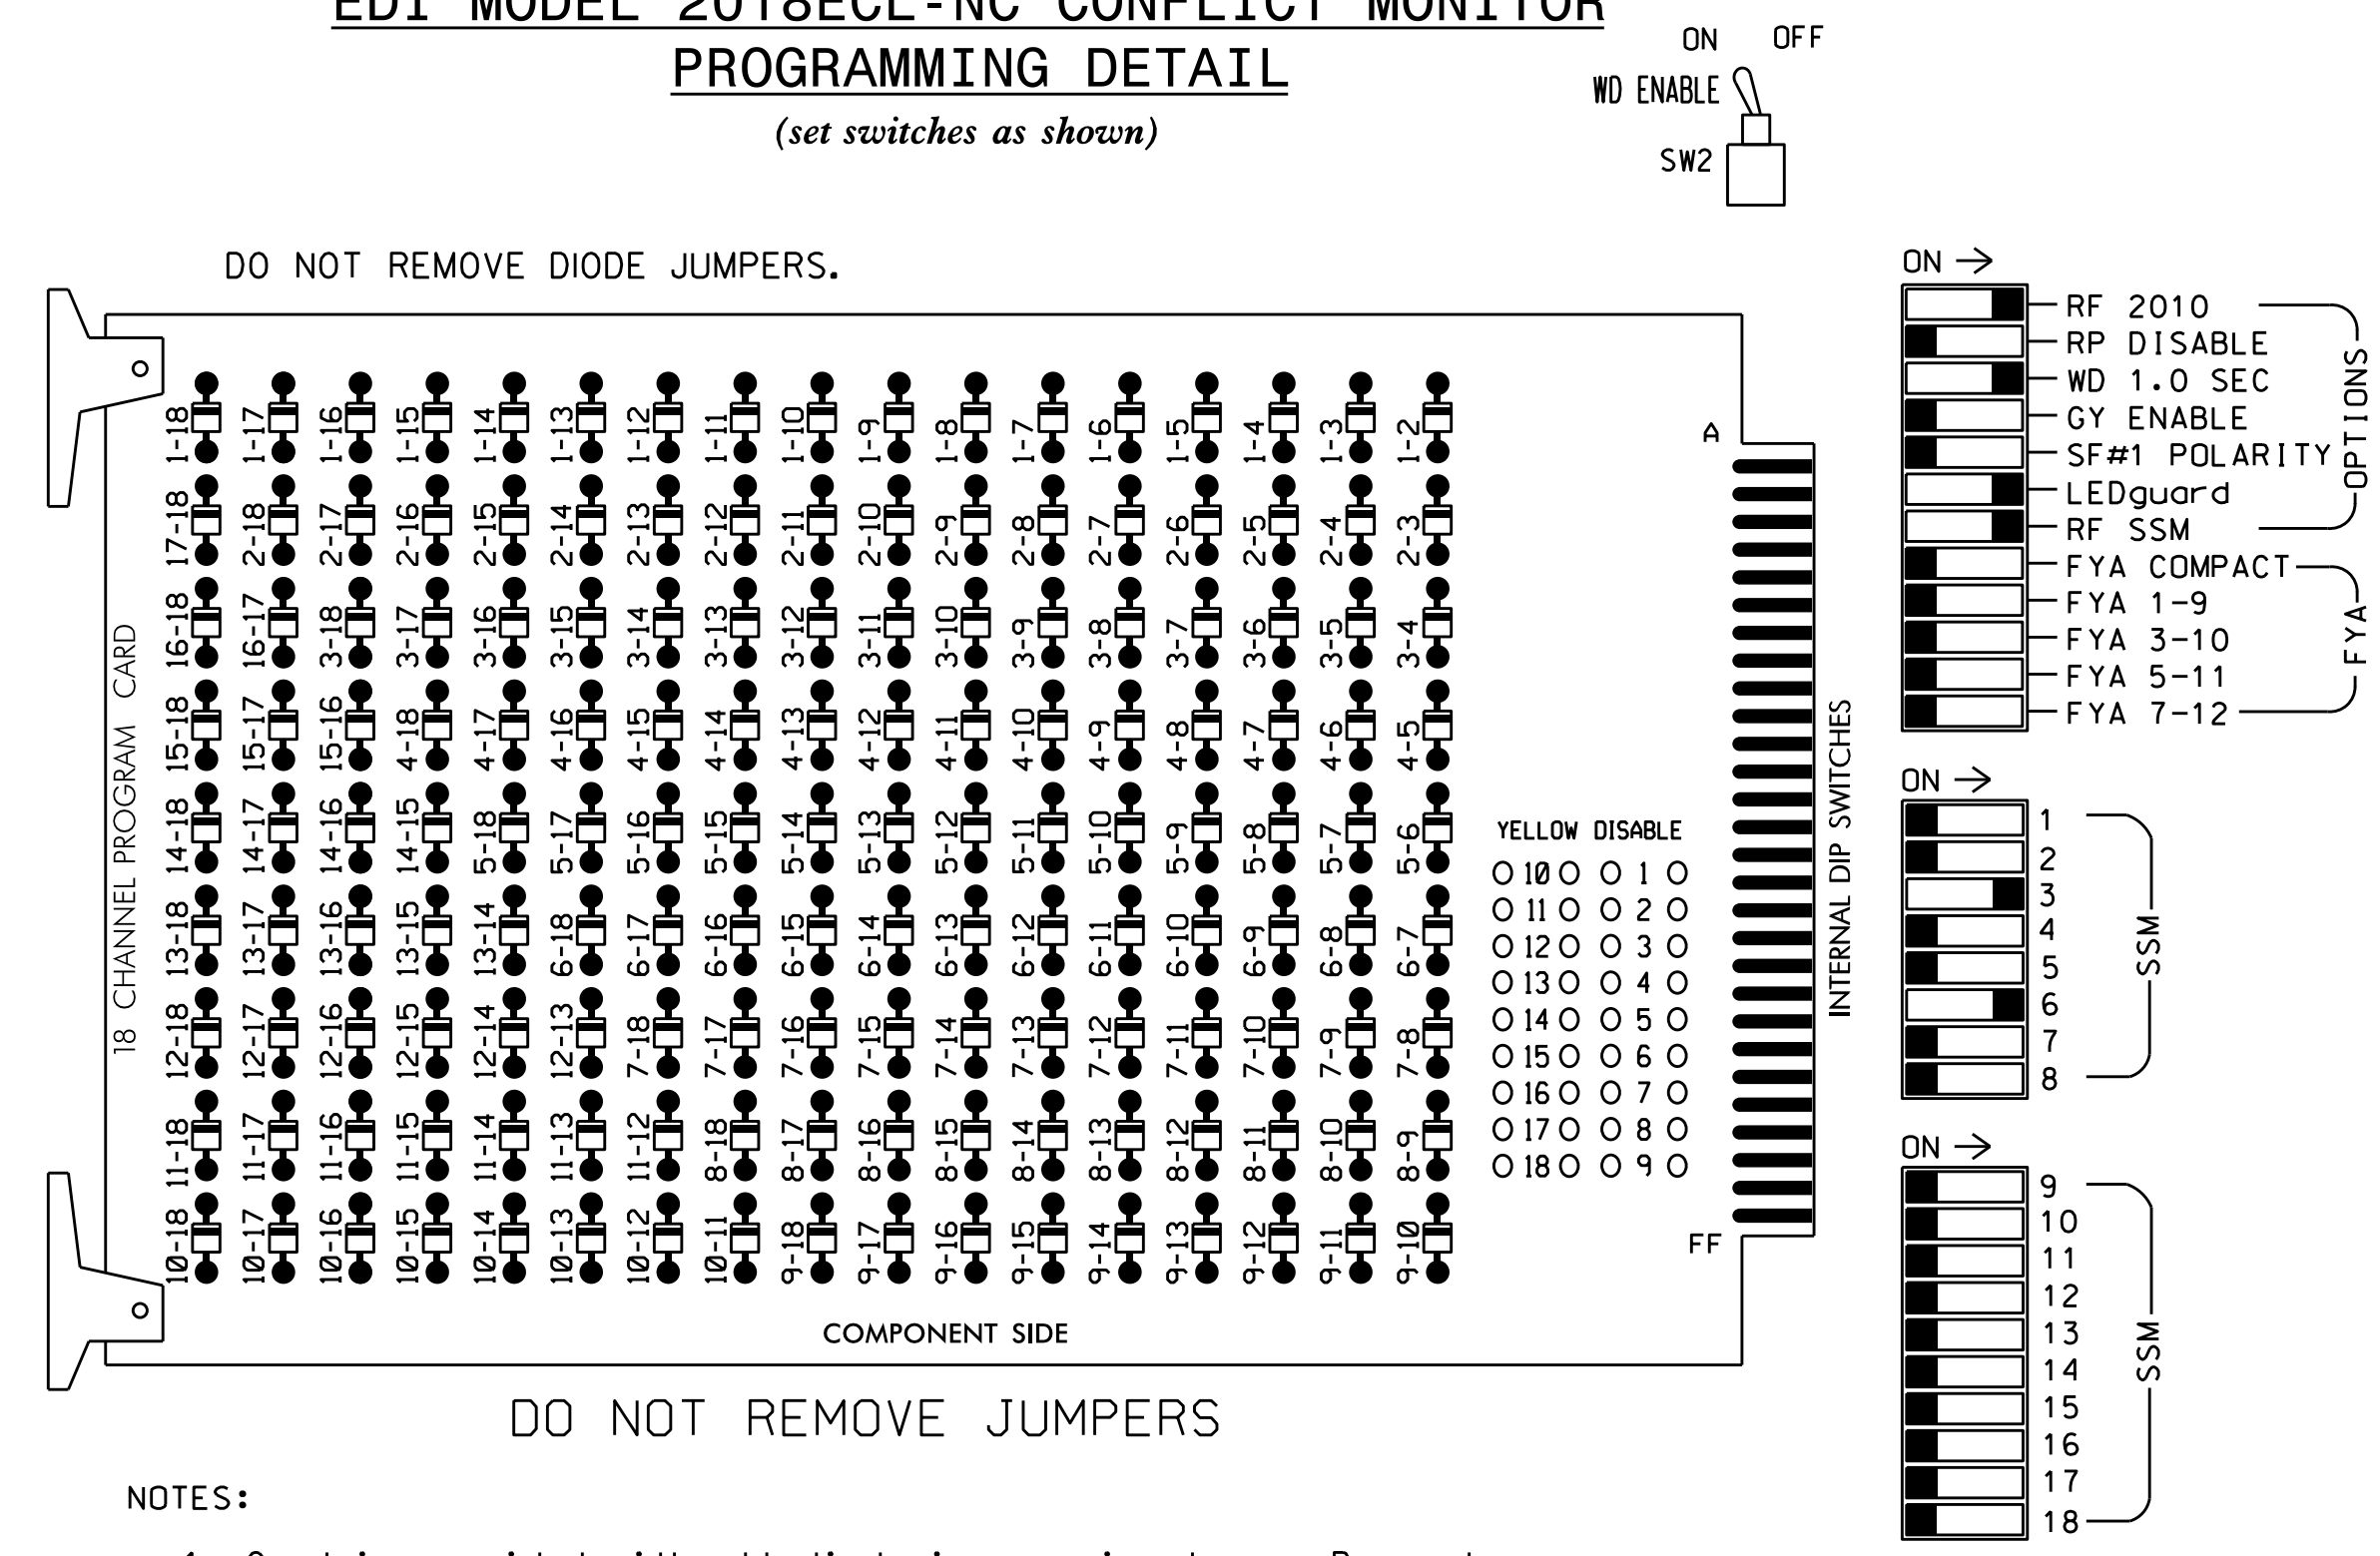 EDI MODEL 2018ECL-NC CONFLICT MONITOR
PROGRAMMING DETAIL
(set switches as shown)
ON OFF
WD ENABLE
SW2
DO NOT REMOVE DIODE JUMPERS.
18 CHANNEL PROGRAM CARD
1-18 1-17 1-16 1-15 1-14 1-13 1-12 1-11 1-10 1-9 1-8 1-7 1-6 1-5 1-4 1-3 1-2
17-18 2-18 2-17 2-16 2-15 2-14 2-13 2-12 2-11 2-10 2-9 2-8 2-7 2-6 2-5 2-4 2-3
16-18 16-17 3-18 3-17 3-16 3-15 3-14 3-13 3-12 3-11 3-10 3-9 3-8 3-7 3-6 3-5 3-4
15-18 15-17 15-16 4-18 4-17 4-16 4-15 4-14 4-13 4-12 4-11 4-10 4-9 4-8 4-7 4-6 4-5
14-18 14-17 14-16 14-15 5-18 5-17 5-16 5-15 5-14 5-13 5-12 5-11 5-10 5-9 5-8 5-7 5-6
13-18 13-17 13-16 13-15 13-14 6-18 6-17 6-16 6-15 6-14 6-13 6-12 6-11 6-10 6-9 6-8 6-7
12-18 12-17 12-16 12-15 12-14 12-13 7-18 7-17 7-16 7-15 7-14 7-13 7-12 7-11 7-10 7-9 7-8
11-18 11-17 11-16 11-15 11-14 11-13 11-12 8-18 8-17 8-16 8-15 8-14 8-13 8-12 8-11 8-10 8-9
10-18 10-17 10-16 10-15 10-14 10-13 10-12 10-11 9-18 9-17 9-16 9-15 9-14 9-13 9-12 9-11 9-10
YELLOW DISABLE
10 1
11 2
12 3
13 4
14 5
15 6
16 7
17 8
18 9
A
FF
COMPONENT SIDE
INTERNAL DIP SWITCHES
ON
RF 2010
RP DISABLE
WD 1.0 SEC
GY ENABLE
SF#1 POLARITY
LEDguard
RF SSM
OPTIONS
FYA COMPACT
FYA 1-9
FYA 3-10
FYA 5-11
FYA 7-12
FYA
ON
1
2
3
4
5
6
7
8
SSM
ON
9
10
11
12
13
14
15
16
17
18
SSM
DO NOT REMOVE JUMPERS
NOTES: